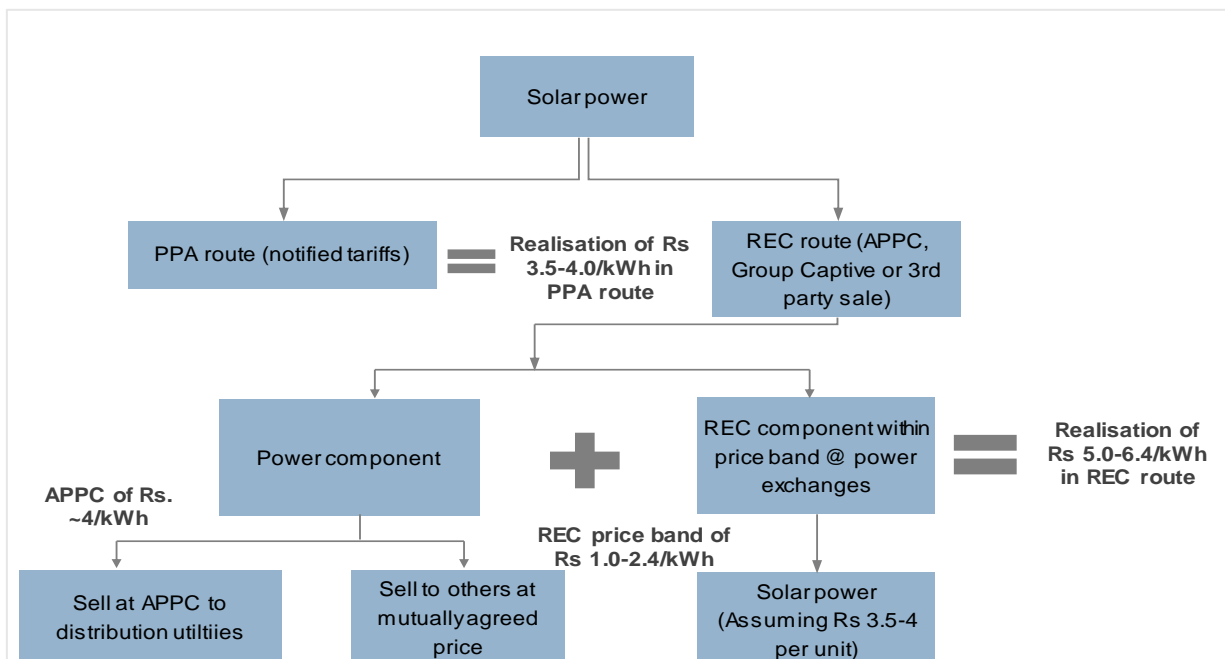 Solar power
PPA route (notified tariffs)
Realisation of Rs
3.5-4.0/kWh in
PPA route
REC route (APPC,
Group Captive or 3rd
party sale)
Power component
REC component within
price band @ power
exchanges
Realisation of
Rs 5.0-6.4/kWh
in REC route
APPC of Rs.
~4/kWh
REC price band of
Rs 1.0-2.4/kWh
Sell at APPC to
distribution utiltiies
Sell to others at
mutually agreed
price
Solar power
(Assuming Rs 3.5-4
per unit)